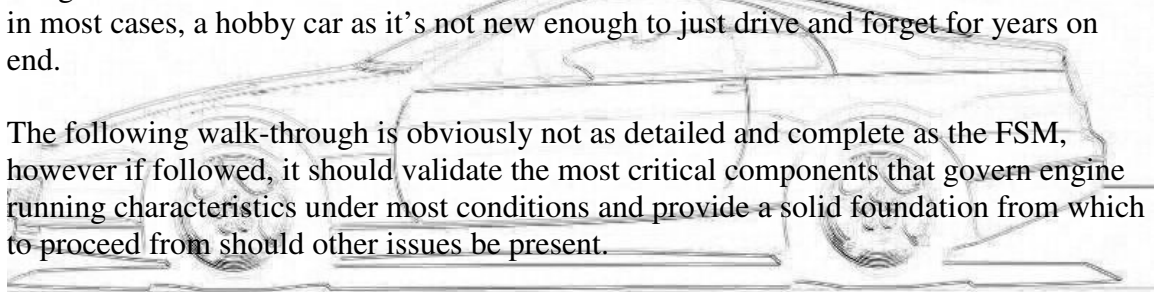 in most cases, a hobby car as it’s not new enough to just drive and forget for years on
end.
The following walk-through is obviously not as detailed and complete as the FSM,
however if followed, it should validate the most critical components that govern engine
running characteristics under most conditions and provide a solid foundation from which
to proceed from should other issues be present.